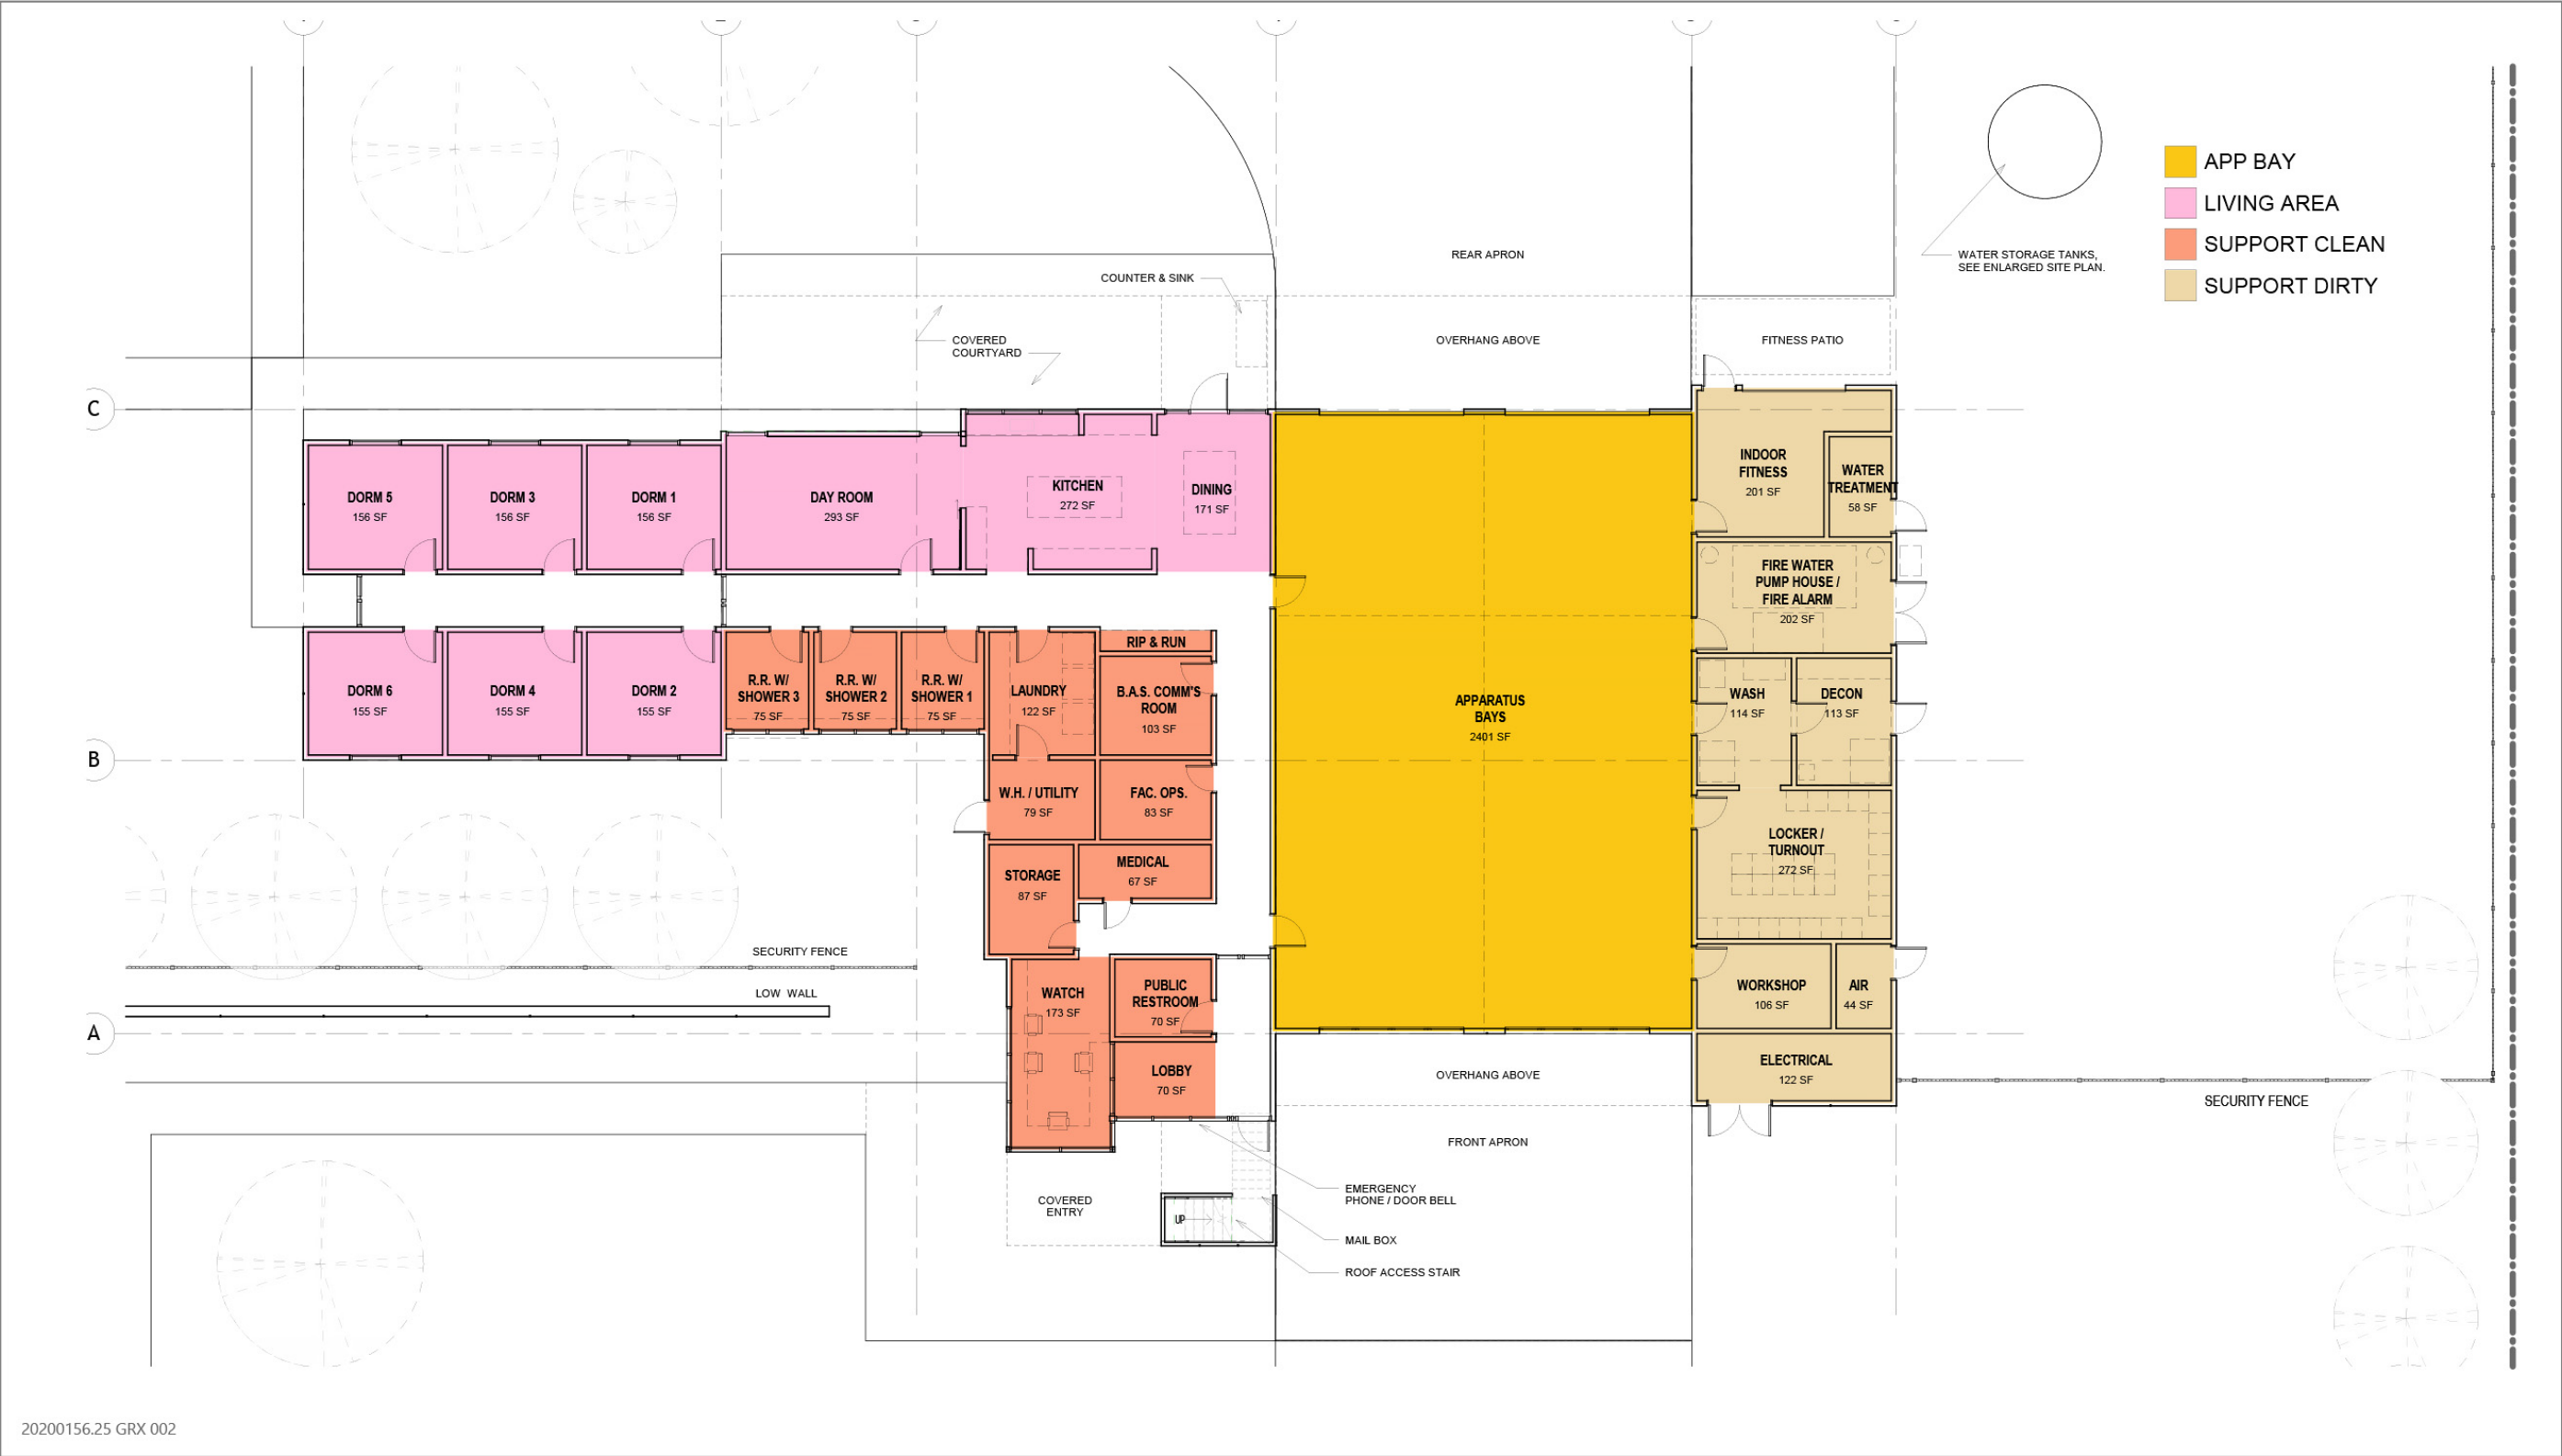 APP BAY
LIVING AREA
SUPPORT CLEAN
SUPPORT DIRTY
REAR APRON
WATER STORAGE TANKS,
SEE ENLARGED SITE PLAN.
COUNTER & SINK
COVERED
COURTYARD
OVERHANG ABOVE
FITNESS PATIO
C
DORM 5
156 SF
DORM 3
156 SF
DORM 1
156 SF
DAY ROOM
293 SF
KITCHEN
272 SF
DINING
171 SF
INDOOR
FITNESS
201 SF
WATER
TREATMENT
58 SF
FIRE WATER
PUMP HOUSE /
FIRE ALARM
202 SF
RIP & RUN
DORM 6
155 SF
DORM 4
155 SF
DORM 2
155 SF
R.R. W/
SHOWER 3
75 SF
R.R. W/
SHOWER 2
75 SF
R.R. W/
SHOWER 1
75 SF
LAUNDRY
122 SF
B.A.S. COMM'S
ROOM
103 SF
APPARATUS
BAYS
2401 SF
WASH
114 SF
DECON
113 SF
B
W.H. / UTILITY
79 SF
FAC. OPS.
83 SF
LOCKER /
TURNOUT
272 SF
STORAGE
87 SF
MEDICAL
67 SF
SECURITY FENCE
LOW WALL
WATCH
173 SF
PUBLIC
RESTROOM
70 SF
WORKSHOP
106 SF
AIR
44 SF
A
LOBBY
70 SF
OVERHANG ABOVE
ELECTRICAL
122 SF
SECURITY FENCE
FRONT APRON
COVERED
ENTRY
UP
EMERGENCY
PHONE / DOOR BELL
MAIL BOX
ROOF ACCESS STAIR
20200156.25 GRX 002